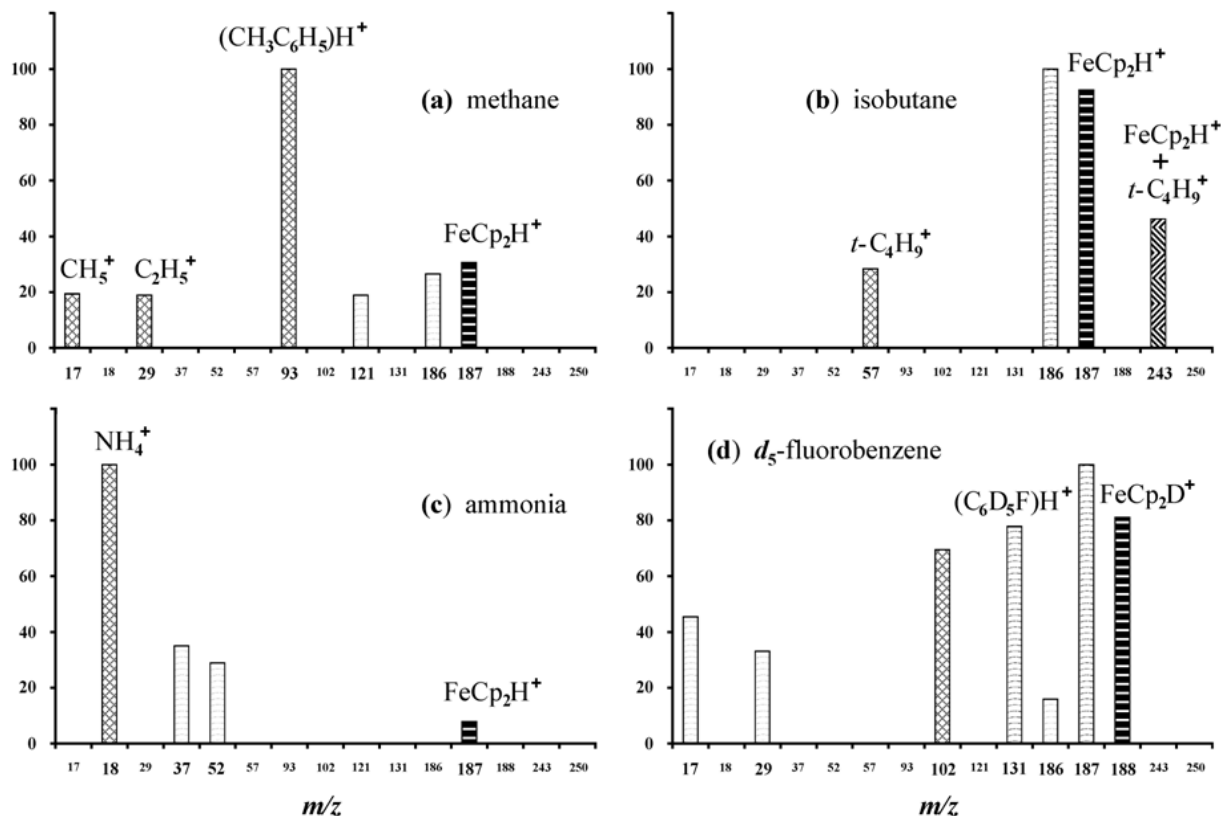 (CH₃C₆H₅)H⁺
100
80
60
40
20
0
(a) methane
CH₅⁺
C₂H₅⁺
FeCp₂H⁺
17 18 29 37 52 57 93 102 121 131 186 187 188 243 250
100
80
60
40
20
0
(b) isobutane
FeCp₂H⁺
FeCp₂H⁺
+
t-C₄H₉⁺
t-C₄H₉⁺
17 18 29 37 52 57 93 102 121 131 186 187 188 243 250
100
80
60
40
20
0
NH₄⁺
(c) ammonia
FeCp₂H⁺
17 18 29 37 52 57 93 102 121 131 186 187 188 243 250
m/z
100
80
60
40
20
0
(d) d₅-fluorobenzene
(C₆D₅F)H⁺
FeCp₂D⁺
17 18 29 37 52 57 93 102 121 131 186 187 188 243 250
m/z